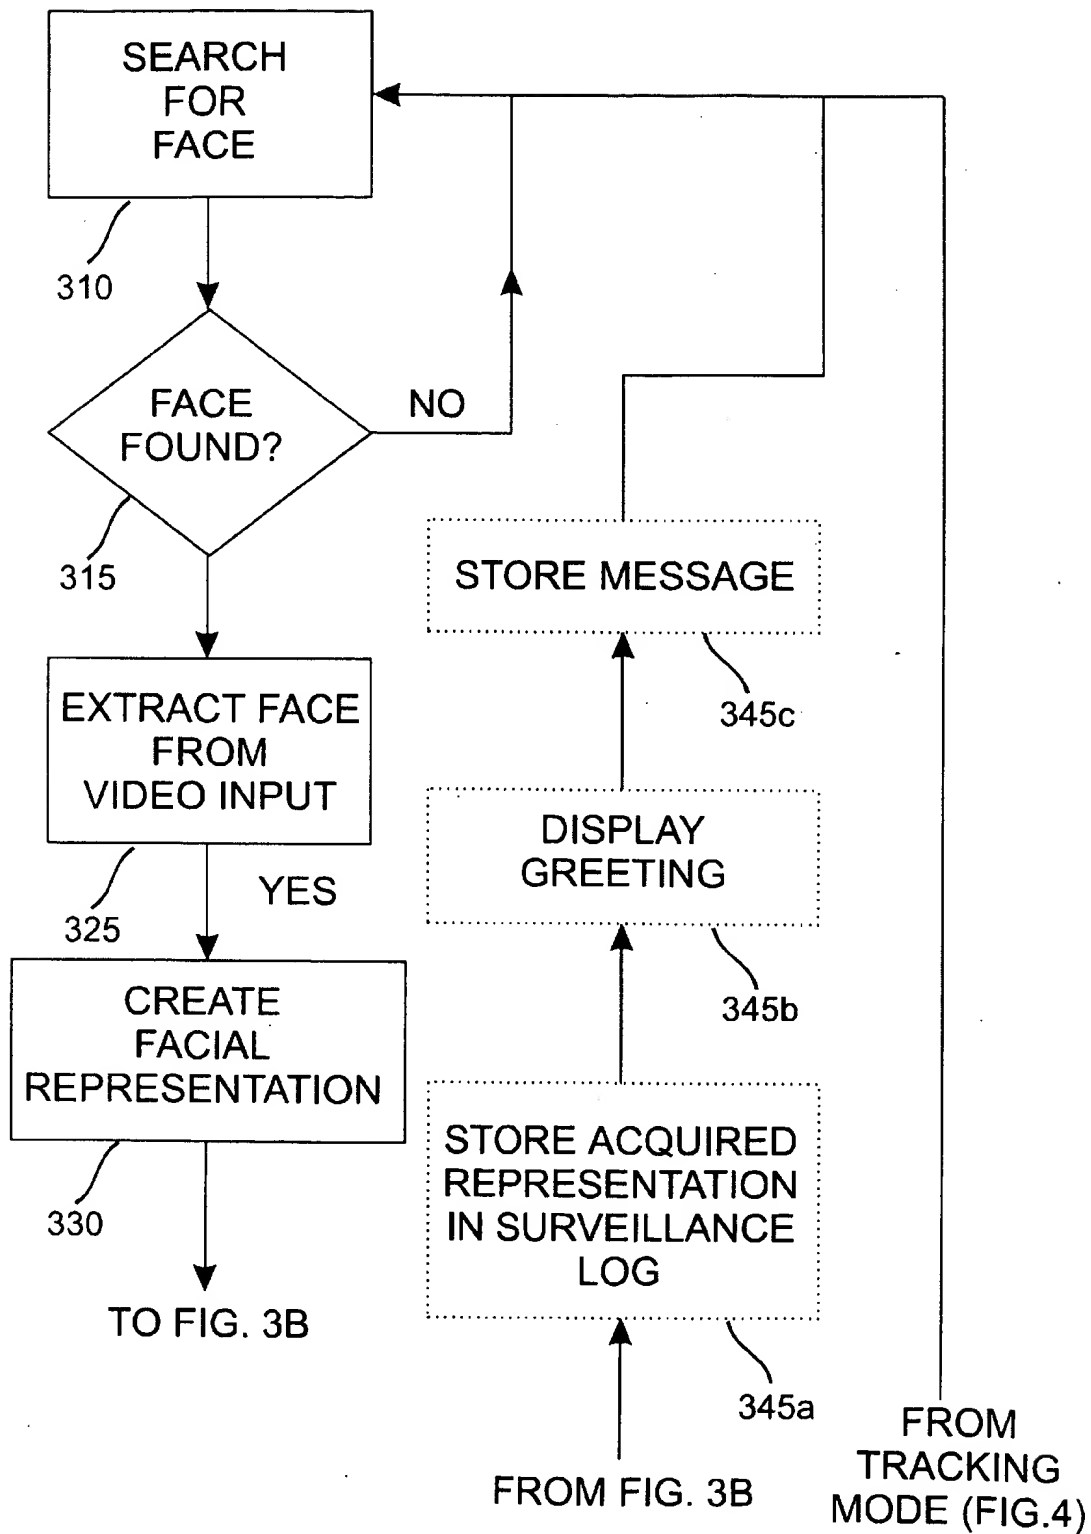 SEARCH
FOR
FACE
310
FACE
FOUND?
NO
315
EXTRACT FACE
FROM
VIDEO INPUT
325
YES
CREATE
FACIAL
REPRESENTATION
330
TO FIG. 3B
STORE MESSAGE
345c
DISPLAY
GREETING
345b
STORE ACQUIRED
REPRESENTATION
IN SURVEILLANCE
LOG
345a
FROM FIG. 3B
FROM
TRACKING
MODE (FIG.4)